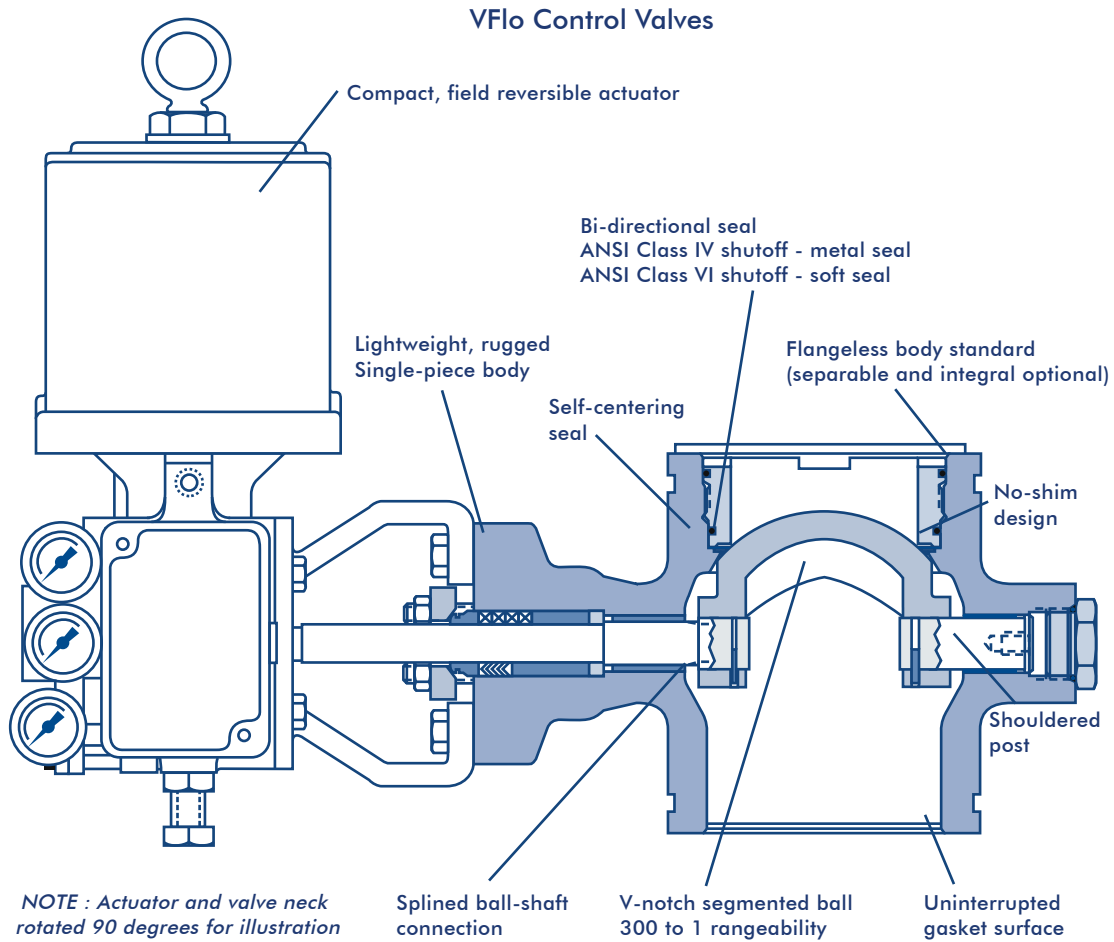 VFlo Control Valves
Compact, field reversible actuator
Bi-directional seal
ANSI Class IV shutoff - metal seal
ANSI Class VI shutoff - soft seal
Lightweight, rugged
Single-piece body
Flangeless body standard
(separable and integral optional)
Self-centering
seal
No-shim
design
Shouldered
post
NOTE : Actuator and valve neck
rotated 90 degrees for illustration
Splined ball-shaft
connection
V-notch segmented ball
300 to 1 rangeability
Uninterrupted
gasket surface